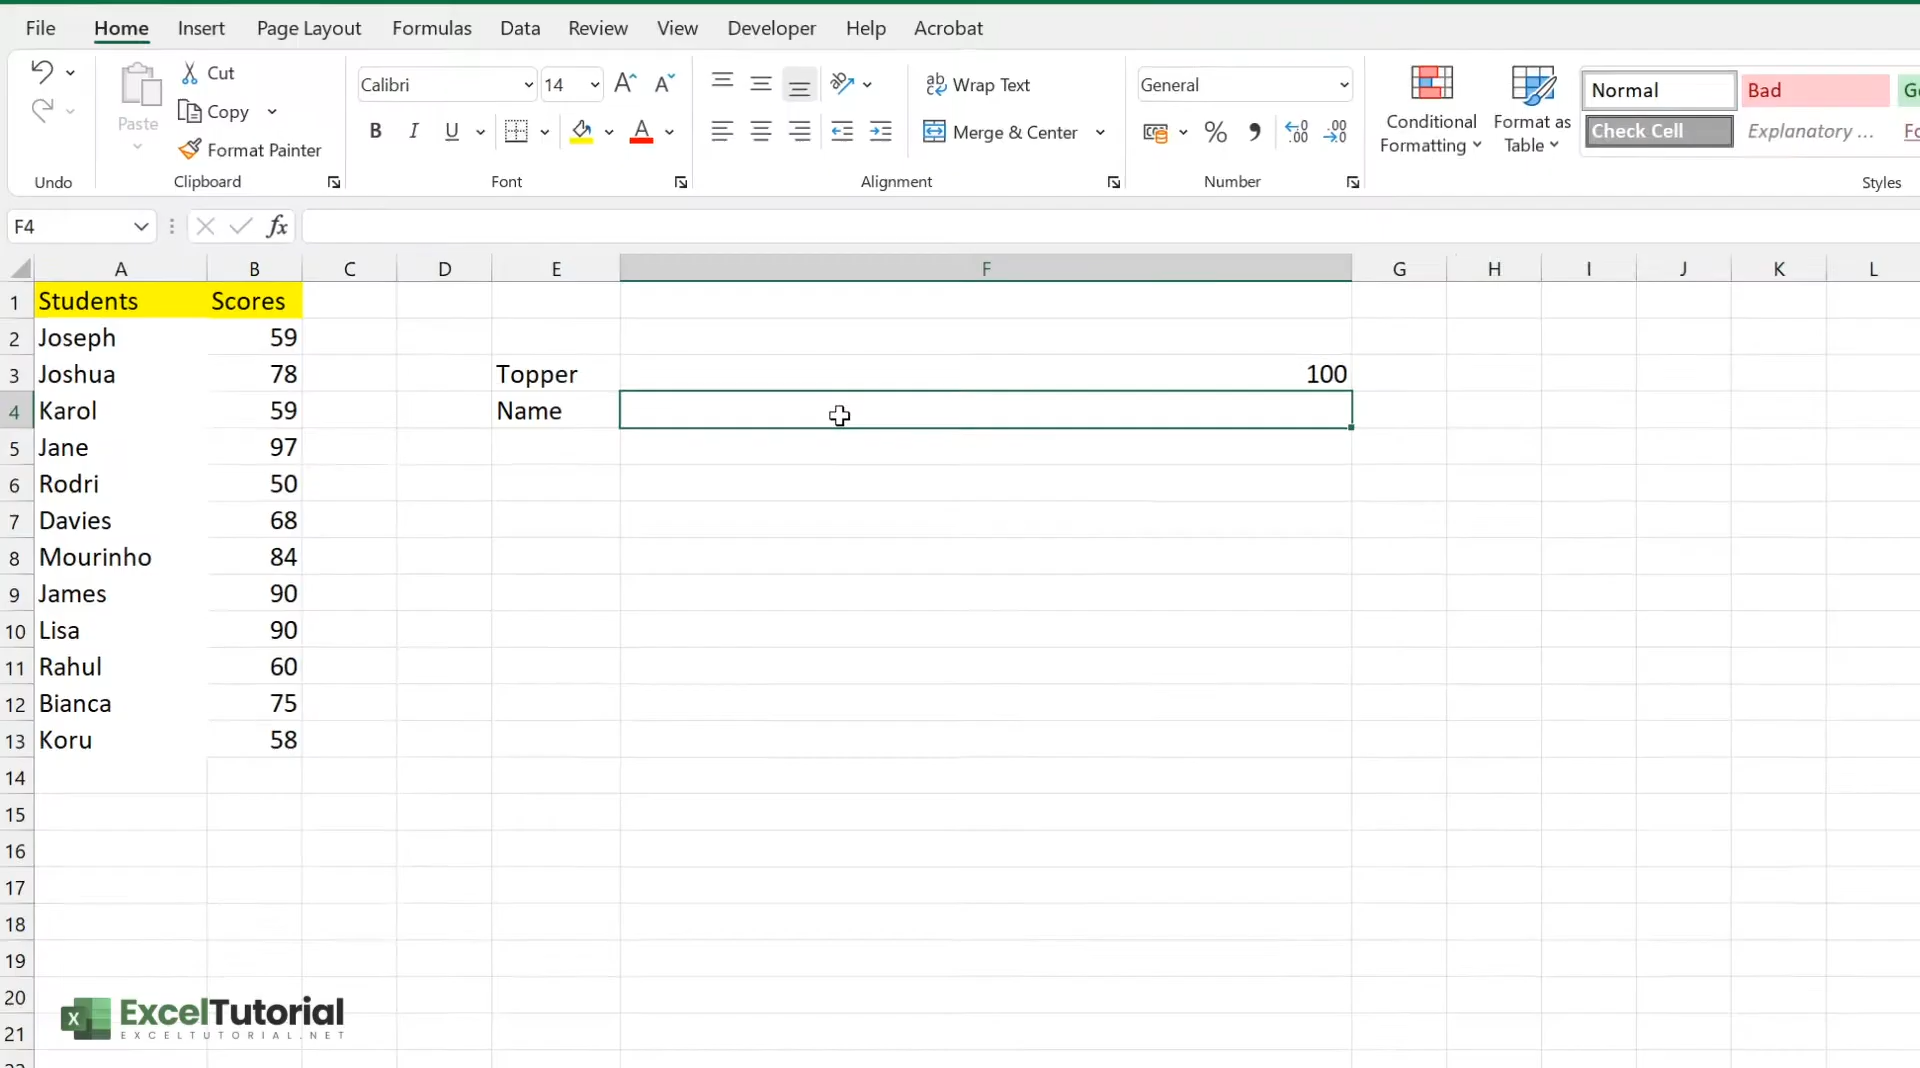 File Home Insert Page Layout Formulas Data Review View Developer Help Acrobat
Cut
Copy
Paste
Format Painter
Undo
Clipboard
Calibri 14
B I U A
Font
ab Wrap Text
Merge & Center
Alignment
General
% .00
Number
Conditional Formatting
Format as Table
Normal Bad
Check Cell Explanatory ...
Styles
F4 fx
A B C D E F G H I J K L
1 Students Scores
2 Joseph 59
3 Joshua 78 Topper 100
4 Karol 59 Name
5 Jane 97
6 Rodri 50
7 Davies 68
8 Mourinho 84
9 James 90
10 Lisa 90
11 Rahul 60
12 Bianca 75
13 Koru 58
14
15
16
17
18
19
20
21
X ExcelTutorial
EXCELTUTORIAL.NET